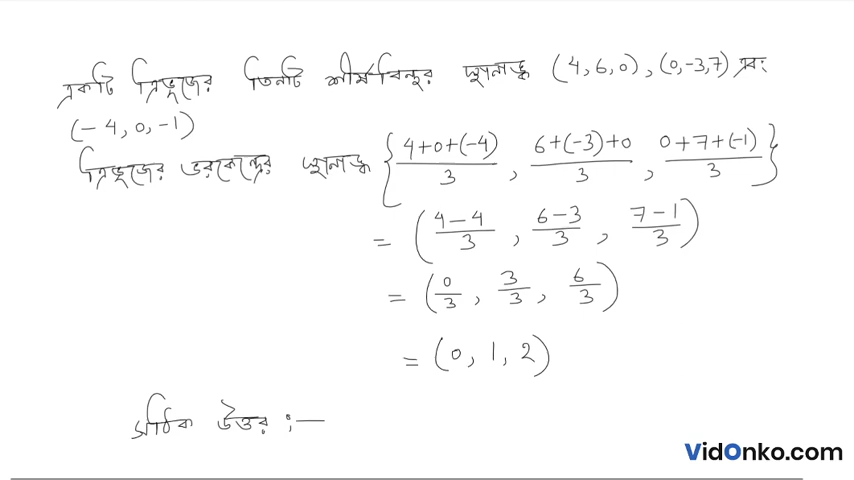 একটি ত্রিভুজের তিনটি শীর্ষবিন্দুর স্থানাঙ্ক (4,6,0), (0,-3,7) এবং
(-4,0,-1)
ত্রিভুজের ভরকেন্দ্রের স্থানাঙ্ক {(4+0+(-4))/3, (6+(-3)+0)/3, (0+7+(-1))/3}
= ((4-4)/3, (6-3)/3, (7-1)/3)
= (0/3, 3/3, 6/3)
= (0, 1, 2)
সঠিক উত্তর :—
VidOnko.com